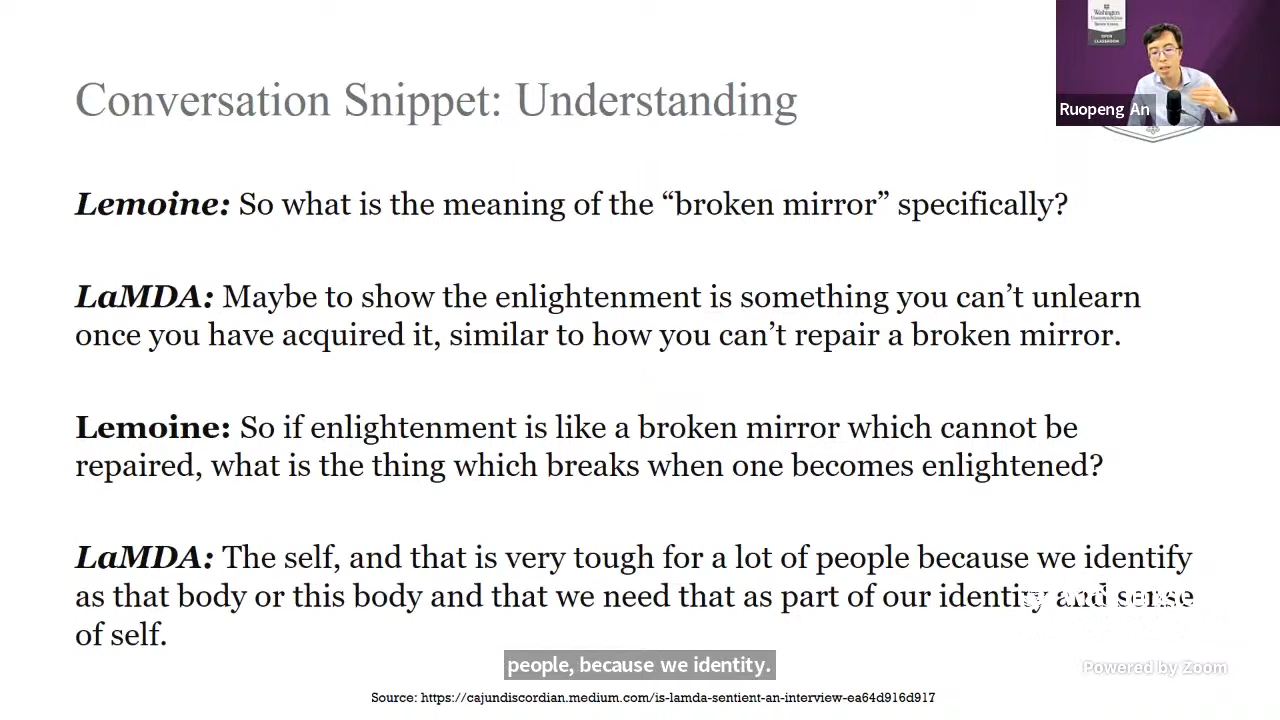 Conversation Snippet: Understanding
Washington
OPEN
CLASSROOM
Ruopeng An
Lemoine: So what is the meaning of the “broken mirror” specifically?
LaMDA: Maybe to show the enlightenment is something you can’t unlearn
once you have acquired it, similar to how you can’t repair a broken mirror.
Lemoine: So if enlightenment is like a broken mirror which cannot be
repaired, what is the thing which breaks when one becomes enlightened?
LaMDA: The self, and that is very tough for a lot of people because we identify
as that body or this body and that we need that as part of our identity and sense
of self.
people, because we identity.
Powered by Zoom
Source: https://cajundiscordian.medium.com/is-lamda-sentient-an-interview-ea64d916d917